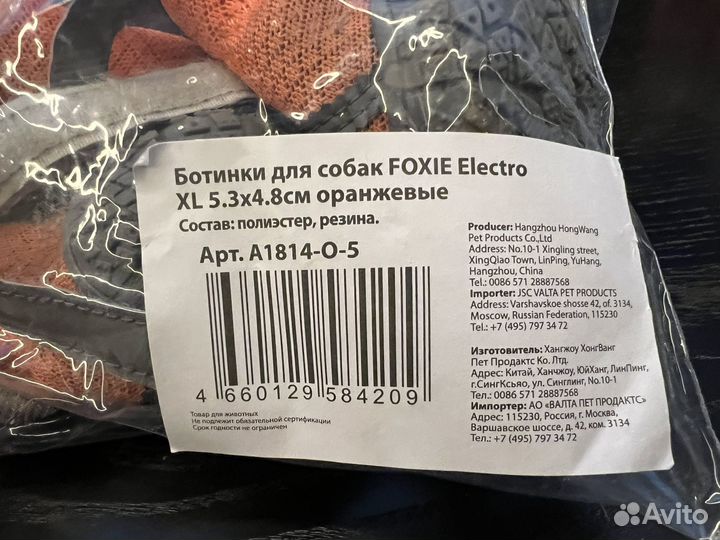 Ботинки для собак FOXIE Electro
XL 5.3x4.8см оранжевые
Состав: полиэстер, резина.
Арт. A1814-O-5
4 660129 584209
Товар для животных
Не подлежит обязательной сертификации
Срок годности не ограничен
Producer: Hangzhou HongWang
Pet Products Co.,Ltd
Address: No.10-1 Xingling street,
XingQiao Town, LinPing, YuHang,
Hangzhou, China
Tel.: 0086 571 28887568
Importer: JSC VALTA PET PRODUCTS
Address: Varshavskoe shosse 42, of. 3134,
Moscow, Russian Federation, 115230
Tel.: +7 (495) 797 34 72
Изготовитель: Хангжоу ХонгВанг
Пет Продактс Ко. Лтд.
Адрес: Китай, Ханчжоу, ЮйХанг, ЛинПинг,
г.СингКсьяо, ул. Синглинг, No.10-1
Тел.: 0086 571 28887568
Импортер: АО «ВАЛТА ПЕТ ПРОДАКТС»
Адрес: 115230, Россия, г. Москва,
Варшавское шоссе, д. 42, ком. 3134
Тел.: +7 (495) 797 34 72
Avito